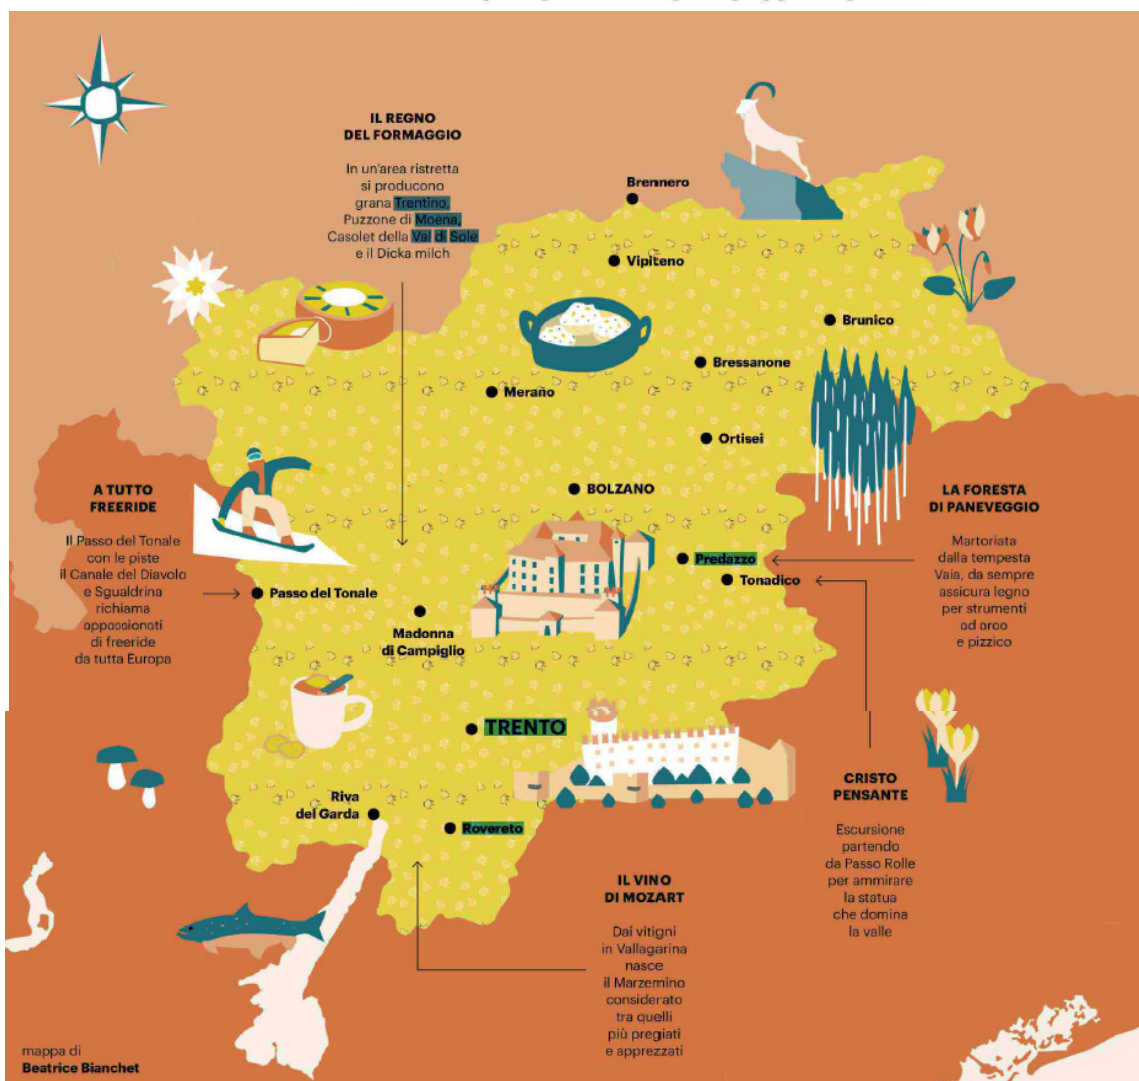 IL REGNO
DEL FORMAGGIO
In un'area ristretta
si producono
grana Trentino,
Puzzone di Moena,
Casolet della Val di Sole
e il Dicka milch
Brennero
Vipiteno
Brunico
Bressanone
Merano
Ortisei
BOLZANO
A TUTTO
FREERIDE
Il Passo del Tonale
con le piste
il Canale del Diavolo
e Sgualdrina
richiama
appassionati
di freeride
da tutta Europa
LA FORESTA
DI PANEVEGGIO
Martoriata
dalla tempesta
Vaia, da sempre
assicura legno
per strumenti
ad arco
e pizzico
Predazzo
Tonadico
Passo del Tonale
Madonna
di Campiglio
TRENTO
Riva
del Garda
Rovereto
CRISTO
PENSANTE
Escursione
partendo
da Passo Rolle
per ammirare
la statua
che domina
la valle
IL VINO
DI MOZART
Dai vitigni
in Vallagarina
nasce
il Marzemino
considerato
tra quelli
più pregiati
e apprezzati
mappa di
Beatrice Bianchet